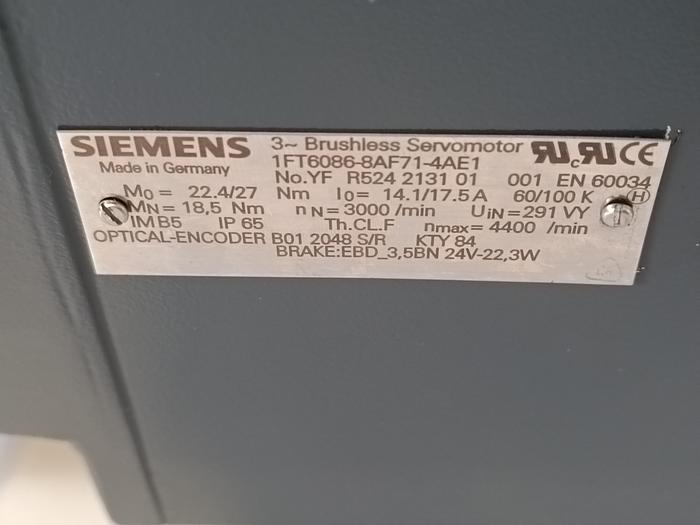 SIEMENS 3~ Brushless Servomotor
Made in Germany 1FT6086-8AF71-4AE1
No.YF R524 2131 01 001 EN 60034
M0 = 22.4/27 Nm I0= 14.1/17.5A 60/100 K H
MN= 18,5 Nm nN=3000/min UIN=291 VY
IM B5 IP 65 Th.CL.F nmax= 4400 /min
OPTICAL-ENCODER B01 2048 S/R KTY 84
BRAKE:EBD_3,5BN 24V-22,3W